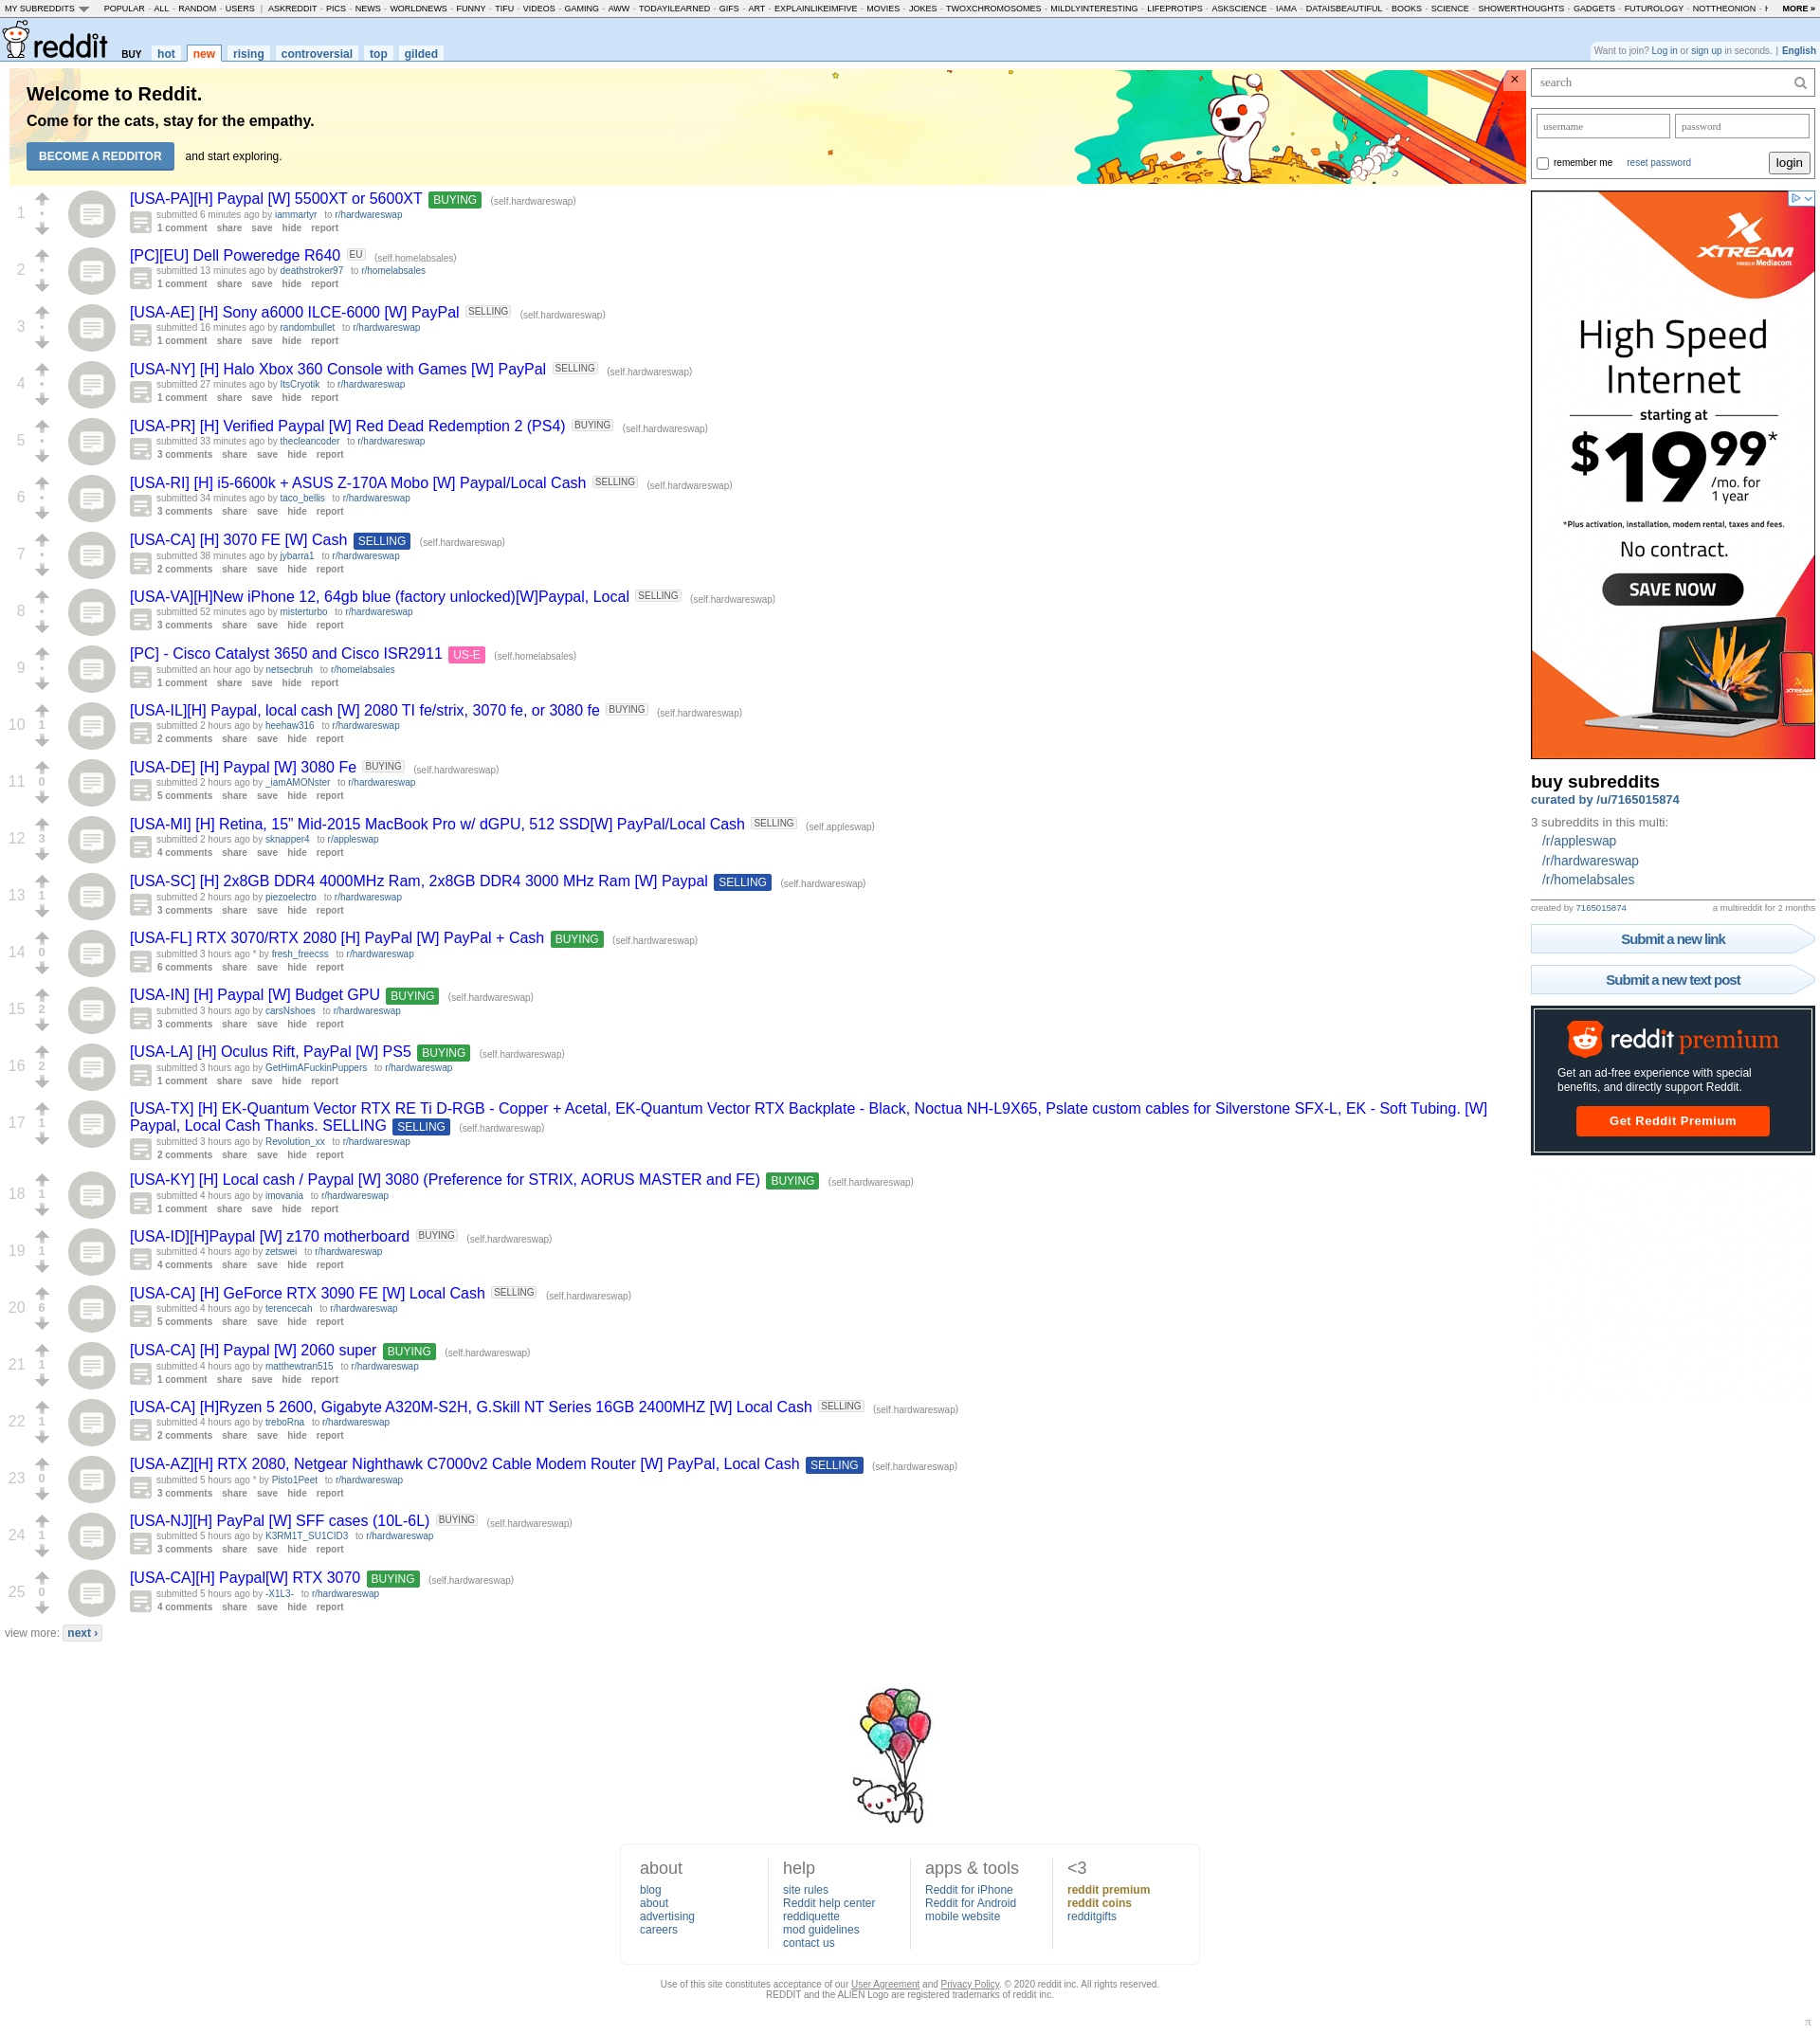 MY SUBREDDITS POPULAR - ALL - RANDOM - USERS | ASKREDDIT - PICS - NEWS - WORLDNEWS - FUNNY - TIFU - VIDEOS - GAMING - AWW - TODAYILEARNED - GIFS - ART - EXPLAINLIKEIMFIVE - MOVIES - JOKES - TWOXCHROMOSOMES - MILDLYINTERESTING - LIFEPROTIPS - ASKSCIENCE - IAMA - DATAISBEAUTIFUL - BOOKS - SCIENCE - SHOWERTHOUGHTS - GADGETS - FUTUROLOGY - NOTTHEONION - MORE »
reddit BUY hot new rising controversial top gilded
Want to join? Log in or sign up in seconds. | English
Welcome to Reddit.
Come for the cats, stay for the empathy.
BECOME A REDDITOR and start exploring.
×
1
[USA-PA][H] Paypal [W] 5500XT or 5600XT BUYING (self.hardwareswap)
submitted 6 minutes ago by iammartyr to r/hardwareswap
1 comment share save hide report
2
[PC][EU] Dell Poweredge R640 EU (self.homelabsales)
submitted 13 minutes ago by deathstroker97 to r/homelabsales
1 comment share save hide report
3
[USA-AE] [H] Sony a6000 ILCE-6000 [W] PayPal SELLING (self.hardwareswap)
submitted 16 minutes ago by randombullet to r/hardwareswap
1 comment share save hide report
4
[USA-NY] [H] Halo Xbox 360 Console with Games [W] PayPal SELLING (self.hardwareswap)
submitted 27 minutes ago by ItsCryotik to r/hardwareswap
1 comment share save hide report
5
[USA-PR] [H] Verified Paypal [W] Red Dead Redemption 2 (PS4) BUYING (self.hardwareswap)
submitted 33 minutes ago by thecleancoder to r/hardwareswap
3 comments share save hide report
6
[USA-RI] [H] i5-6600k + ASUS Z-170A Mobo [W] Paypal/Local Cash SELLING (self.hardwareswap)
submitted 34 minutes ago by taco_bellis to r/hardwareswap
3 comments share save hide report
7
[USA-CA] [H] 3070 FE [W] Cash SELLING (self.hardwareswap)
submitted 38 minutes ago by jybarra1 to r/hardwareswap
2 comments share save hide report
8
[USA-VA][H]New iPhone 12, 64gb blue (factory unlocked)[W]Paypal, Local SELLING (self.hardwareswap)
submitted 52 minutes ago by misterturbo to r/hardwareswap
3 comments share save hide report
9
[PC] - Cisco Catalyst 3650 and Cisco ISR2911 US-E (self.homelabsales)
submitted an hour ago by netsecbruh to r/homelabsales
1 comment share save hide report
10 1
[USA-IL][H] Paypal, local cash [W] 2080 TI fe/strix, 3070 fe, or 3080 fe BUYING (self.hardwareswap)
submitted 2 hours ago by heehaw316 to r/hardwareswap
2 comments share save hide report
11 0
[USA-DE] [H] Paypal [W] 3080 Fe BUYING (self.hardwareswap)
submitted 2 hours ago by _iamAMONster to r/hardwareswap
5 comments share save hide report
12 3
[USA-MI] [H] Retina, 15” Mid-2015 MacBook Pro w/ dGPU, 512 SSD[W] PayPal/Local Cash SELLING (self.appleswap)
submitted 2 hours ago by sknapper4 to r/appleswap
4 comments share save hide report
13 1
[USA-SC] [H] 2x8GB DDR4 4000MHz Ram, 2x8GB DDR4 3000 MHz Ram [W] Paypal SELLING (self.hardwareswap)
submitted 2 hours ago by piezoelectro to r/hardwareswap
3 comments share save hide report
14 0
[USA-FL] RTX 3070/RTX 2080 [H] PayPal [W] PayPal + Cash BUYING (self.hardwareswap)
submitted 3 hours ago * by fresh_freecss to r/hardwareswap
6 comments share save hide report
15 2
[USA-IN] [H] Paypal [W] Budget GPU BUYING (self.hardwareswap)
submitted 3 hours ago by carsNshoes to r/hardwareswap
3 comments share save hide report
16 2
[USA-LA] [H] Oculus Rift, PayPal [W] PS5 BUYING (self.hardwareswap)
submitted 3 hours ago by GetHimAFuckinPuppers to r/hardwareswap
1 comment share save hide report
17 1
[USA-TX] [H] EK-Quantum Vector RTX RE Ti D-RGB - Copper + Acetal, EK-Quantum Vector RTX Backplate - Black, Noctua NH-L9X65, Pslate custom cables for Silverstone SFX-L, EK - Soft Tubing. [W]
Paypal, Local Cash Thanks. SELLING SELLING (self.hardwareswap)
submitted 3 hours ago by Revolution_xx to r/hardwareswap
2 comments share save hide report
18 1
[USA-KY] [H] Local cash / Paypal [W] 3080 (Preference for STRIX, AORUS MASTER and FE) BUYING (self.hardwareswap)
submitted 4 hours ago by imovania to r/hardwareswap
1 comment share save hide report
19 1
[USA-ID][H]Paypal [W] z170 motherboard BUYING (self.hardwareswap)
submitted 4 hours ago by zetswei to r/hardwareswap
4 comments share save hide report
20 6
[USA-CA] [H] GeForce RTX 3090 FE [W] Local Cash SELLING (self.hardwareswap)
submitted 4 hours ago by terencecah to r/hardwareswap
5 comments share save hide report
21 1
[USA-CA] [H] Paypal [W] 2060 super BUYING (self.hardwareswap)
submitted 4 hours ago by matthewtran515 to r/hardwareswap
1 comment share save hide report
22 1
[USA-CA] [H]Ryzen 5 2600, Gigabyte A320M-S2H, G.Skill NT Series 16GB 2400MHZ [W] Local Cash SELLING (self.hardwareswap)
submitted 4 hours ago by treboRna to r/hardwareswap
2 comments share save hide report
23 0
[USA-AZ][H] RTX 2080, Netgear Nighthawk C7000v2 Cable Modem Router [W] PayPal, Local Cash SELLING (self.hardwareswap)
submitted 5 hours ago * by Pisto1Peet to r/hardwareswap
3 comments share save hide report
24 1
[USA-NJ][H] PayPal [W] SFF cases (10L-6L) BUYING (self.hardwareswap)
submitted 5 hours ago by K3RM1T_SU1CID3 to r/hardwareswap
3 comments share save hide report
25 0
[USA-CA][H] Paypal[W] RTX 3070 BUYING (self.hardwareswap)
submitted 5 hours ago by -X1L3- to r/hardwareswap
4 comments share save hide report
view more: next ›
search
username password
remember me reset password login
XTREAM
POWERED BY Mediacom
High Speed
Internet
starting at
$19.99*
/mo. for
1 year
*Plus activation, installation, modem rental, taxes and fees.
No contract.
SAVE NOW
XTREAM
buy subreddits
curated by /u/7165015874
3 subreddits in this multi:
/r/appleswap
/r/hardwareswap
/r/homelabsales
created by 7165015874 a multireddit for 2 months
Submit a new link
Submit a new text post
reddit premium
Get an ad-free experience with special
benefits, and directly support Reddit.
Get Reddit Premium
about
blog
about
advertising
careers
help
site rules
Reddit help center
reddiquette
mod guidelines
contact us
apps & tools
Reddit for iPhone
Reddit for Android
mobile website
<3
reddit premium
reddit coins
redditgifts
Use of this site constitutes acceptance of our User Agreement and Privacy Policy. © 2020 reddit inc. All rights reserved.
REDDIT and the ALIEN Logo are registered trademarks of reddit inc.
π